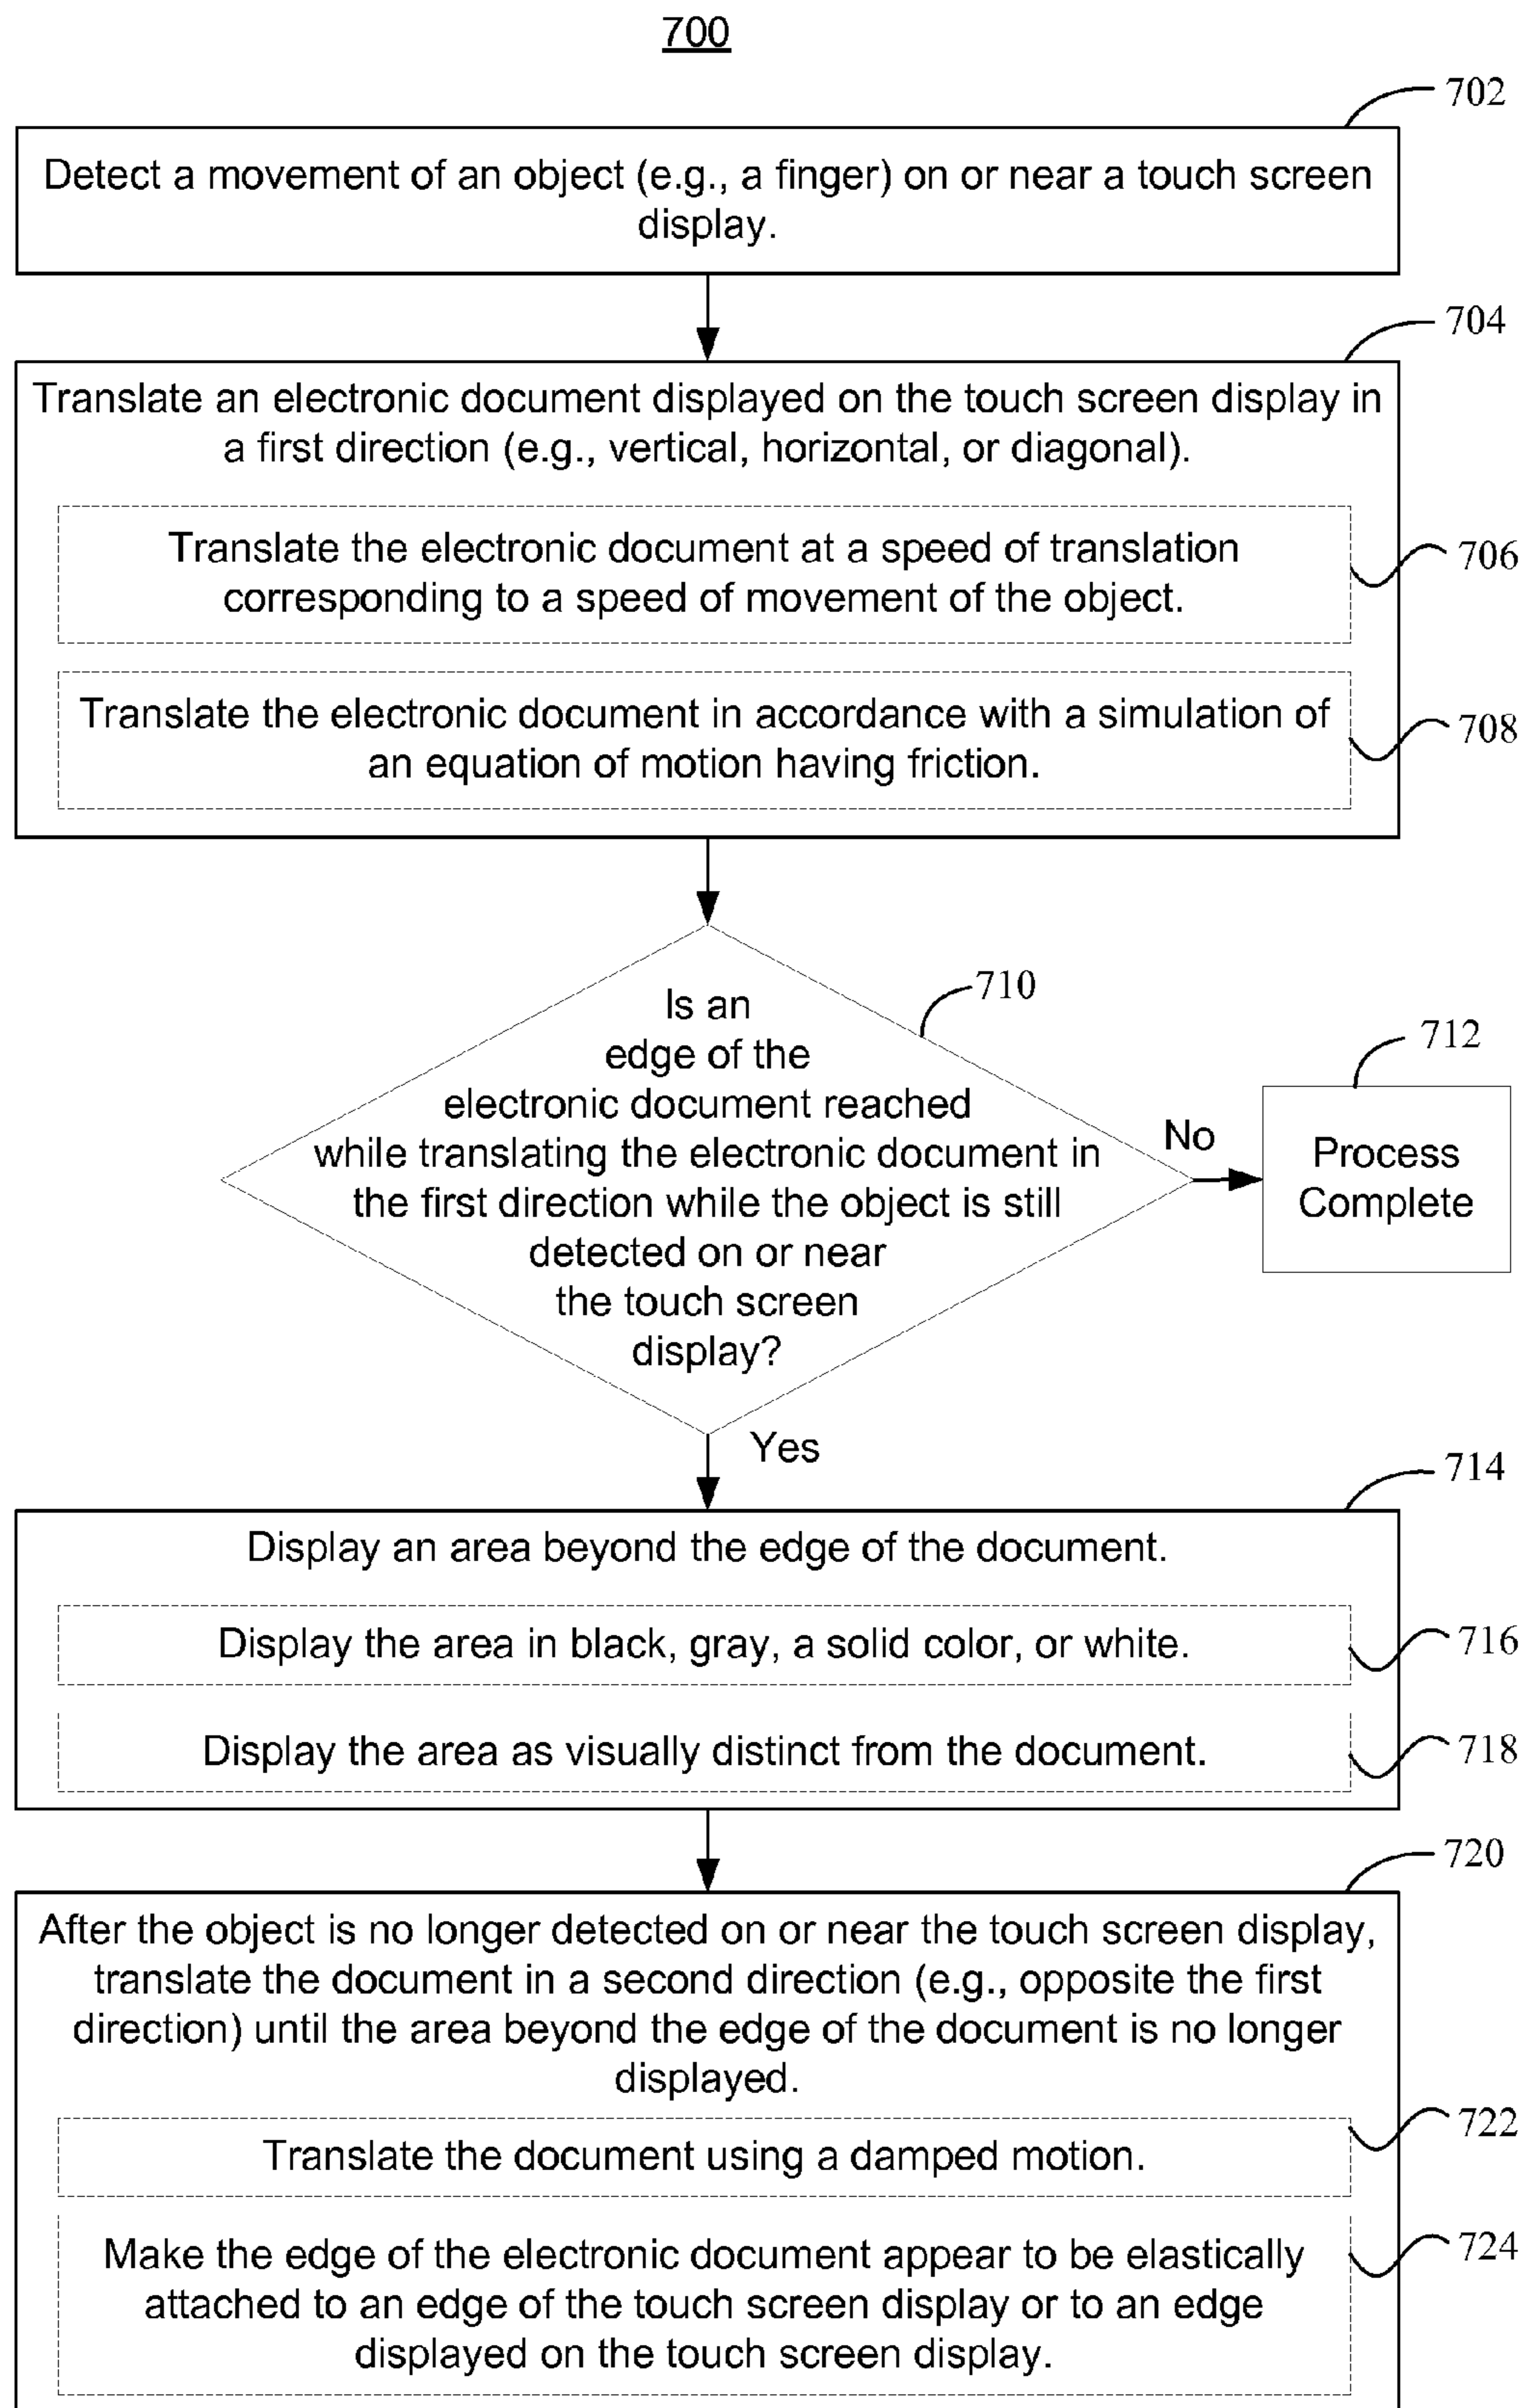 700
702
Detect a movement of an object (e.g., a finger) on or near a touch screen
display.
704
Translate an electronic document displayed on the touch screen display in
a first direction (e.g., vertical, horizontal, or diagonal).
Translate the electronic document at a speed of translation
corresponding to a speed of movement of the object.
706
Translate the electronic document in accordance with a simulation of
an equation of motion having friction.
708
710
Is an
edge of the
electronic document reached
while translating the electronic document in
the first direction while the object is still
detected on or near
the touch screen
display?
No
712
Process
Complete
Yes
714
Display an area beyond the edge of the document.
Display the area in black, gray, a solid color, or white.
716
Display the area as visually distinct from the document.
718
720
After the object is no longer detected on or near the touch screen display,
translate the document in a second direction (e.g., opposite the first
direction) until the area beyond the edge of the document is no longer
displayed.
722
Translate the document using a damped motion.
724
Make the edge of the electronic document appear to be elastically
attached to an edge of the touch screen display or to an edge
displayed on the touch screen display.